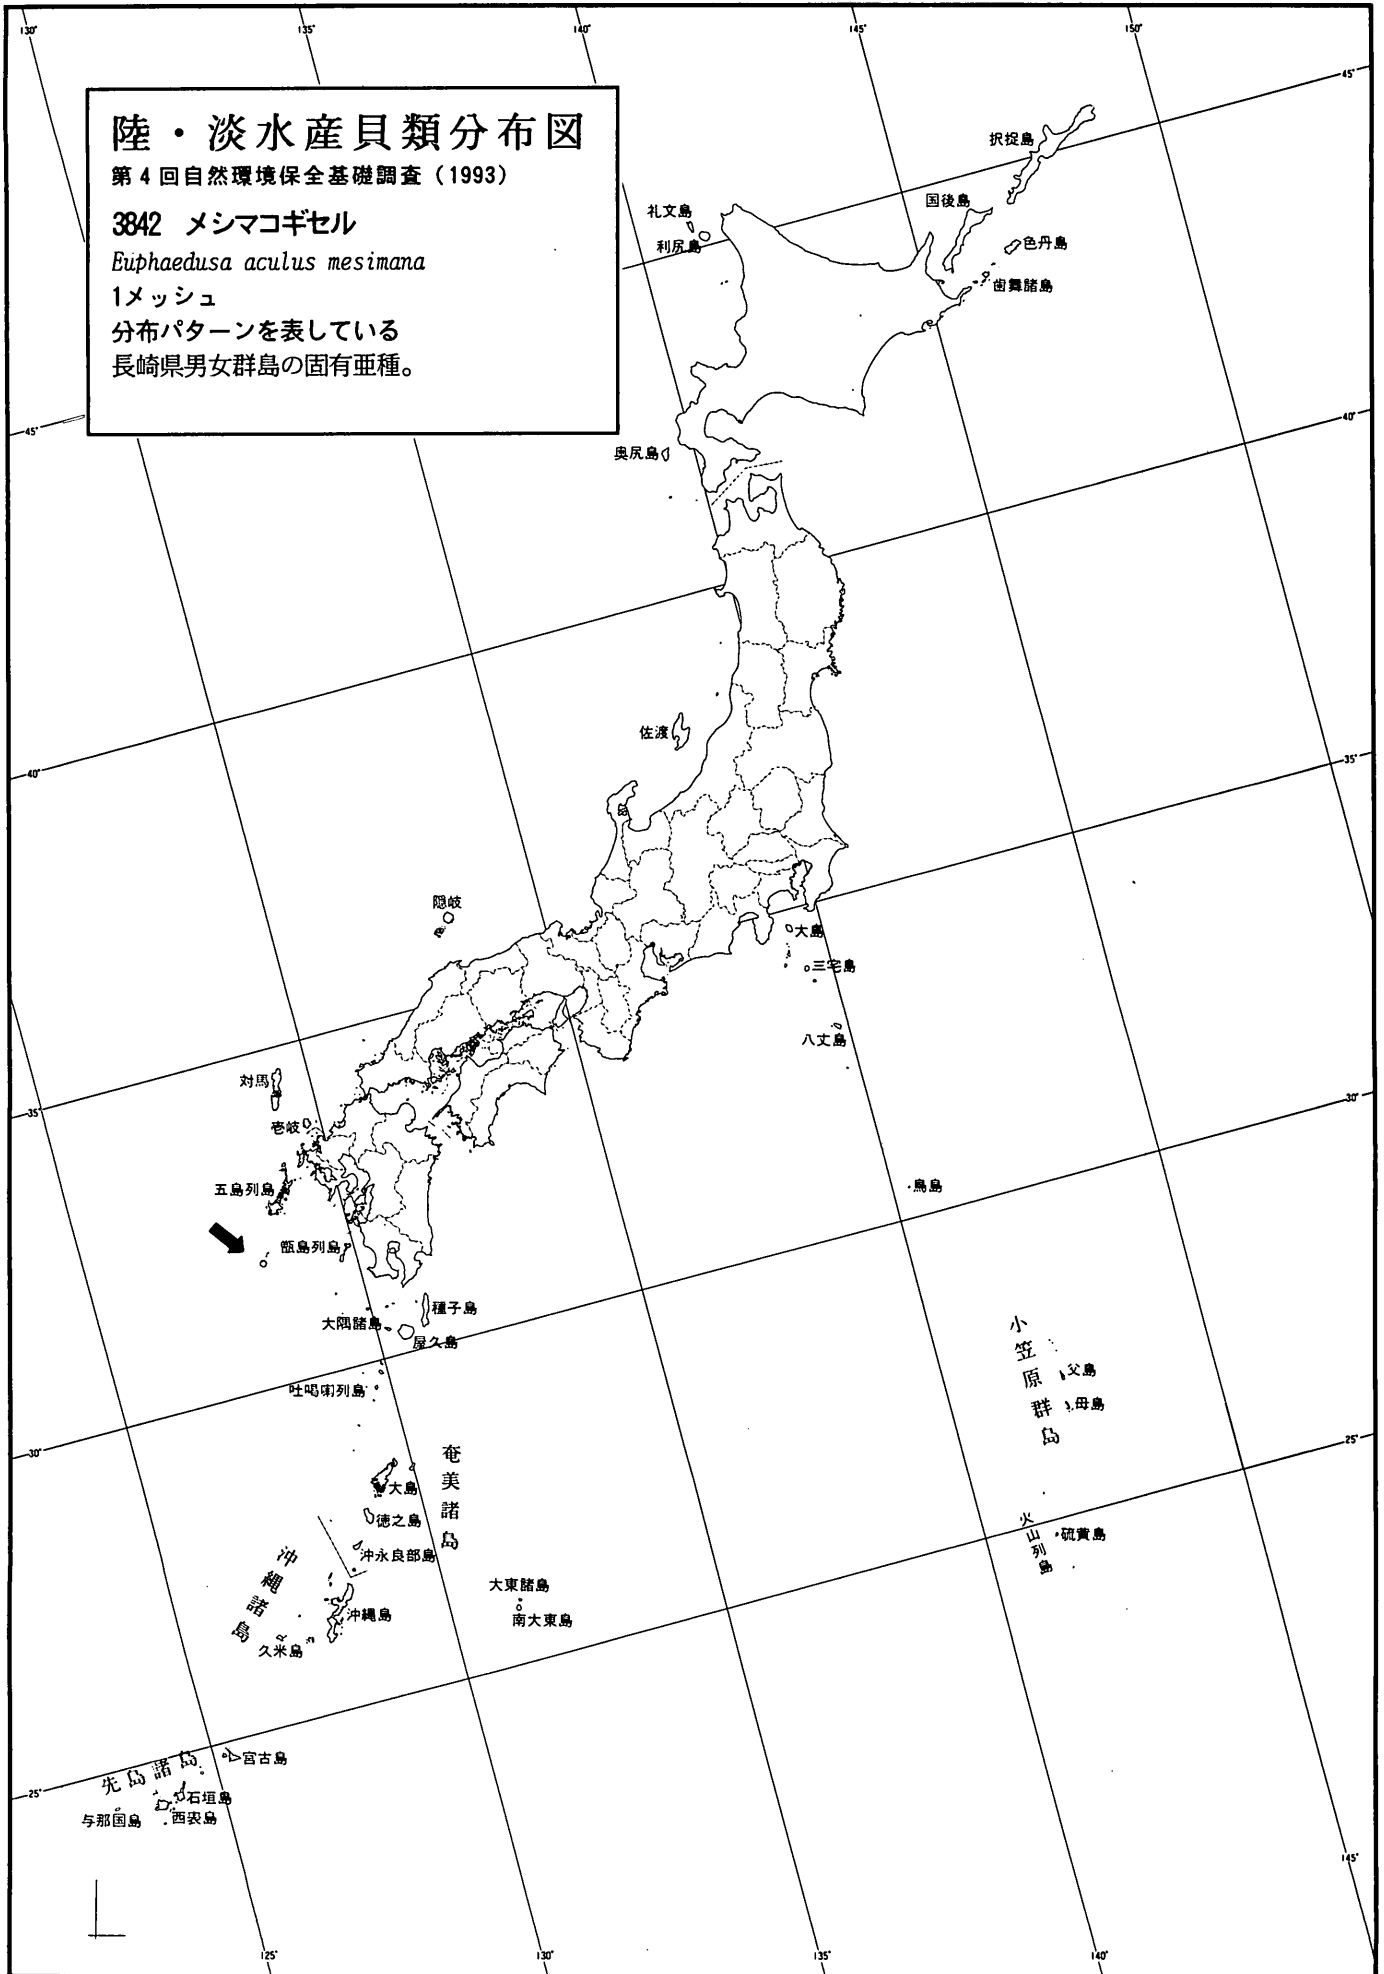 130°
135°
140°
145°
150°
45°
陸・淡水産貝類分布図
第4回自然環境保全基礎調査（1993）
3842 メシマコギセル
Euphaedusa aculus mesimana
1メッシュ
分布パターンを表している
長崎県男女群島の固有亜種。
択捉島
国後島
色丹島
歯舞諸島
礼文島
利尻島
45°
40°
奥尻島
佐渡
40°
35°
隠岐
大島
三宅島
八丈島
対馬
35°
壱岐
30°
五島列島
鳥島
甑島列島
種子島
大隅諸島
屋久島
吐喝喇列島
小笠原群島
父島
母島
30°
25°
奄美諸島
大島
徳之島
沖永良部島
火山列島
硫黄島
沖縄諸島
沖縄島
久米島
大東諸島
南大東島
先島諸島
宮古島
石垣島
西表島
与那国島
25°
145°
125°
130°
135°
140°